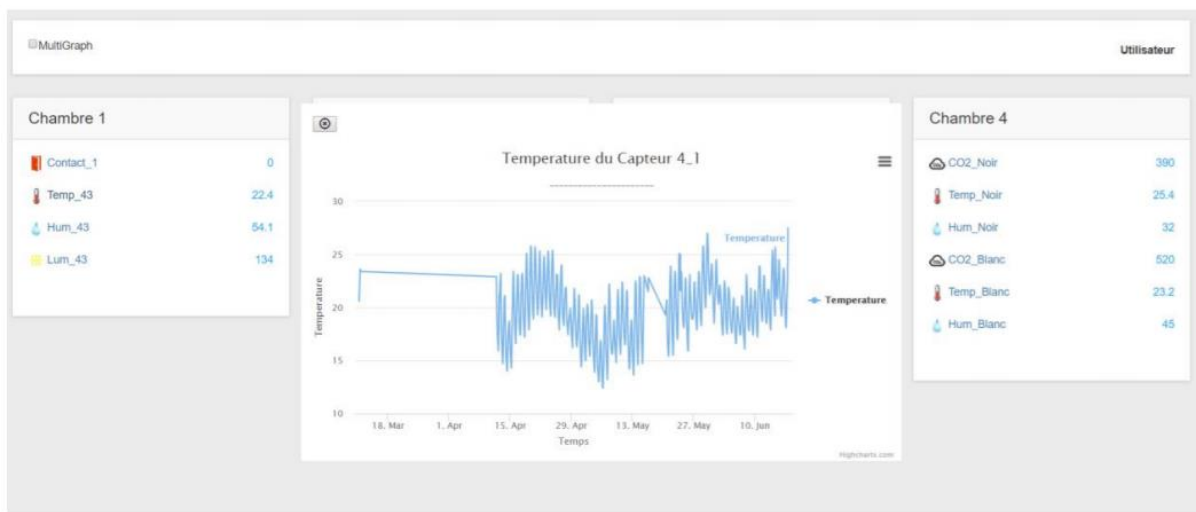 MultiGraph
Utilisateur
Chambre 1
Contact_1 0
Temp_43 22.4
Hum_43 54.1
Lum_43 134
Temperature du Capteur 4_1
----------------------
30
25
20
15
10
Temperature
18. Mar 1. Apr 15. Apr 29. Apr 13. May 27. May 10. Jun
Temps
Temperature
Temperature
Highcharts.com
Chambre 4
CO2_Noir 390
Temp_Noir 25.4
Hum_Noir 32
CO2_Blanc 520
Temp_Blanc 23.2
Hum_Blanc 45